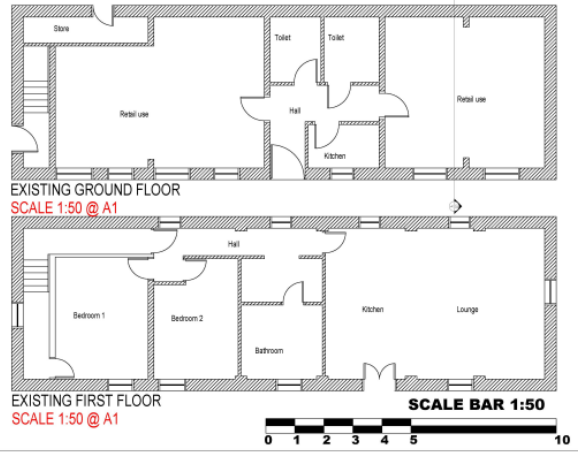 Store
Toilet
Toilet
Retail use
Hall
Retail use
Kitchen
EXISTING GROUND FLOOR
SCALE 1:50 @ A1
Hall
Bedroom 1
Bedroom 2
Kitchen
Lounge
Bathroom
EXISTING FIRST FLOOR
SCALE 1:50 @ A1
SCALE BAR 1:50
0 1 2 3 4 5 10